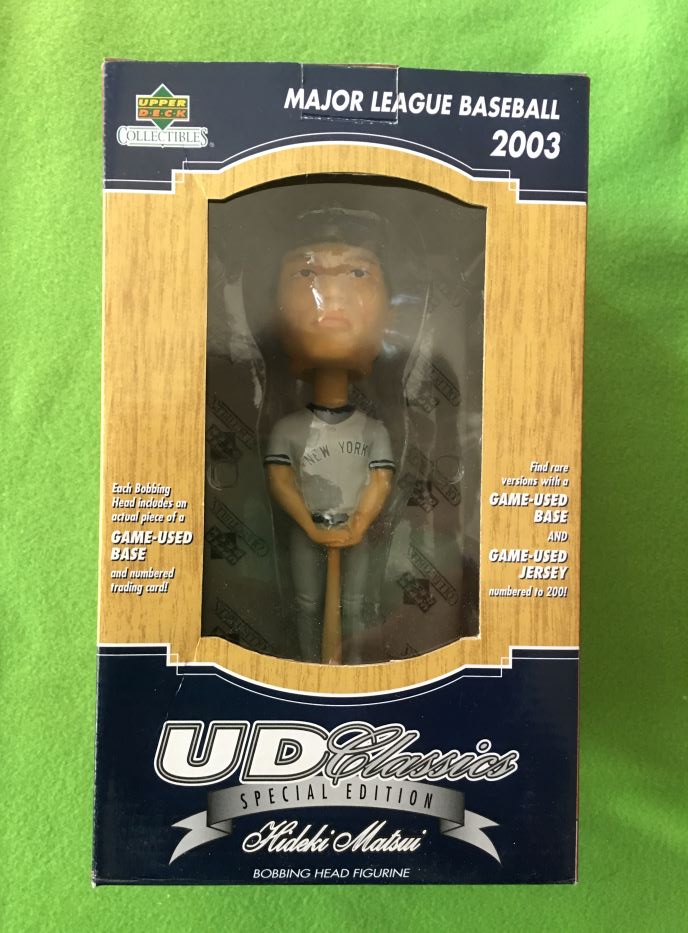 UPPER
D·E·C·K
COLLECTIBLES®
MAJOR LEAGUE BASEBALL
2003
NEW YORK
Each Bobbing
Head includes an
actual piece of a
GAME-USED
BASE
and numbered
trading card!
Find rare
versions with a
GAME-USED
BASE
AND
GAME-USED
JERSEY
numbered to 200!
UD Classics
SPECIAL EDITION
Hideki Matsui
BOBBING HEAD FIGURINE